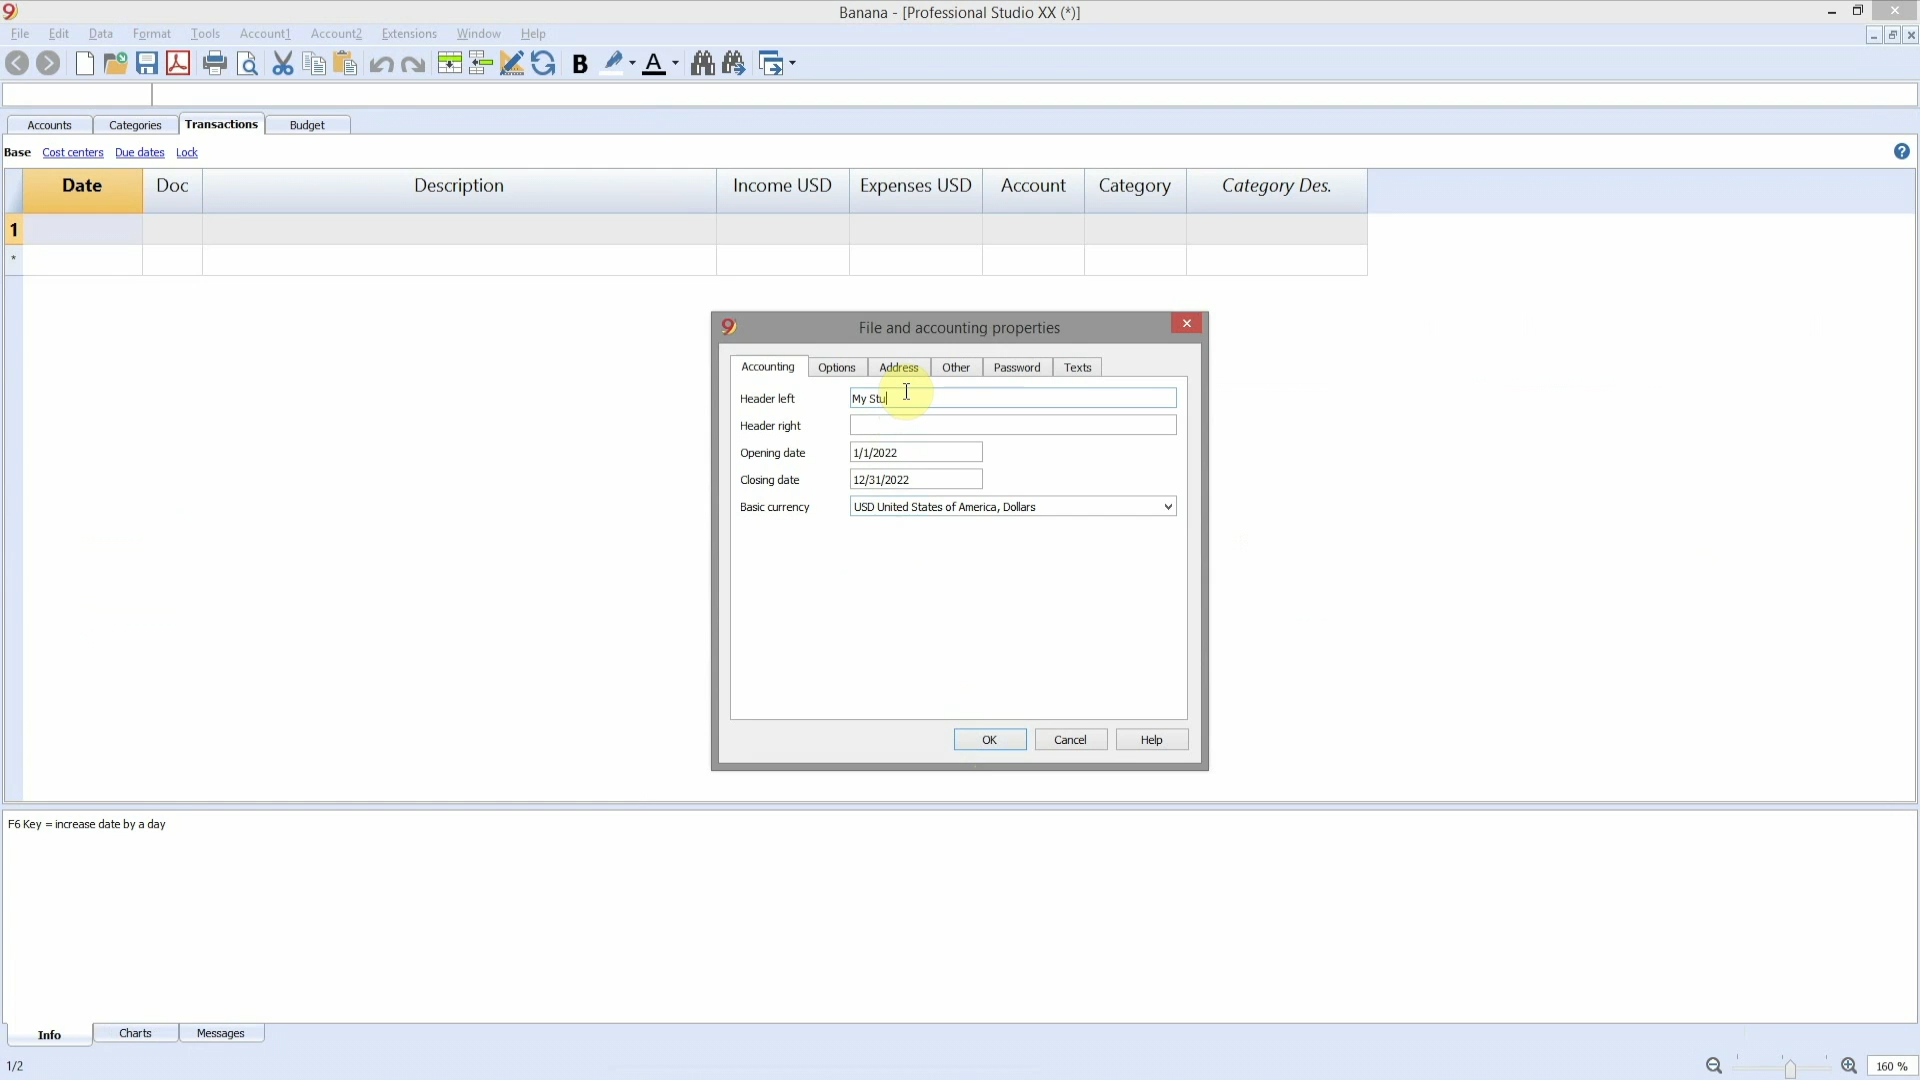 Banana - [Professional Studio XX (*)]
File Edit Data Format Tools Account1 Account2 Extensions Window Help
B A
Accounts Categories Transactions Budget
Base Cost centers Due dates Lock
?
Date Doc Description Income USD Expenses USD Account Category Category Des.
1
*
File and accounting properties
Accounting Options Address Other Password Texts
Header left My Stu
Header right
Opening date 1/1/2022
Closing date 12/31/2022
Basic currency USD United States of America, Dollars
OK Cancel Help
F6 Key = increase date by a day
Info Charts Messages
1/2
160 %